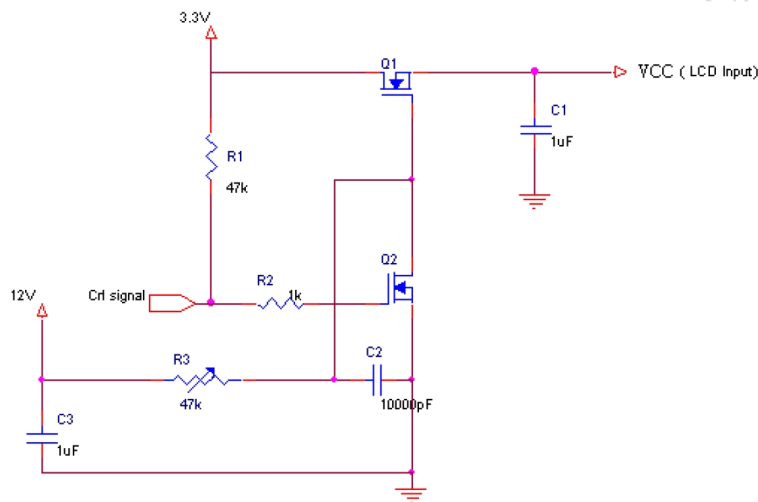 3.3V
Q1
VCC ( LCD Input)
C1
1uF
R1
47k
Q2
R2
1k
12V
Crl signal
R3
47k
C2
10000pF
C3
1uF